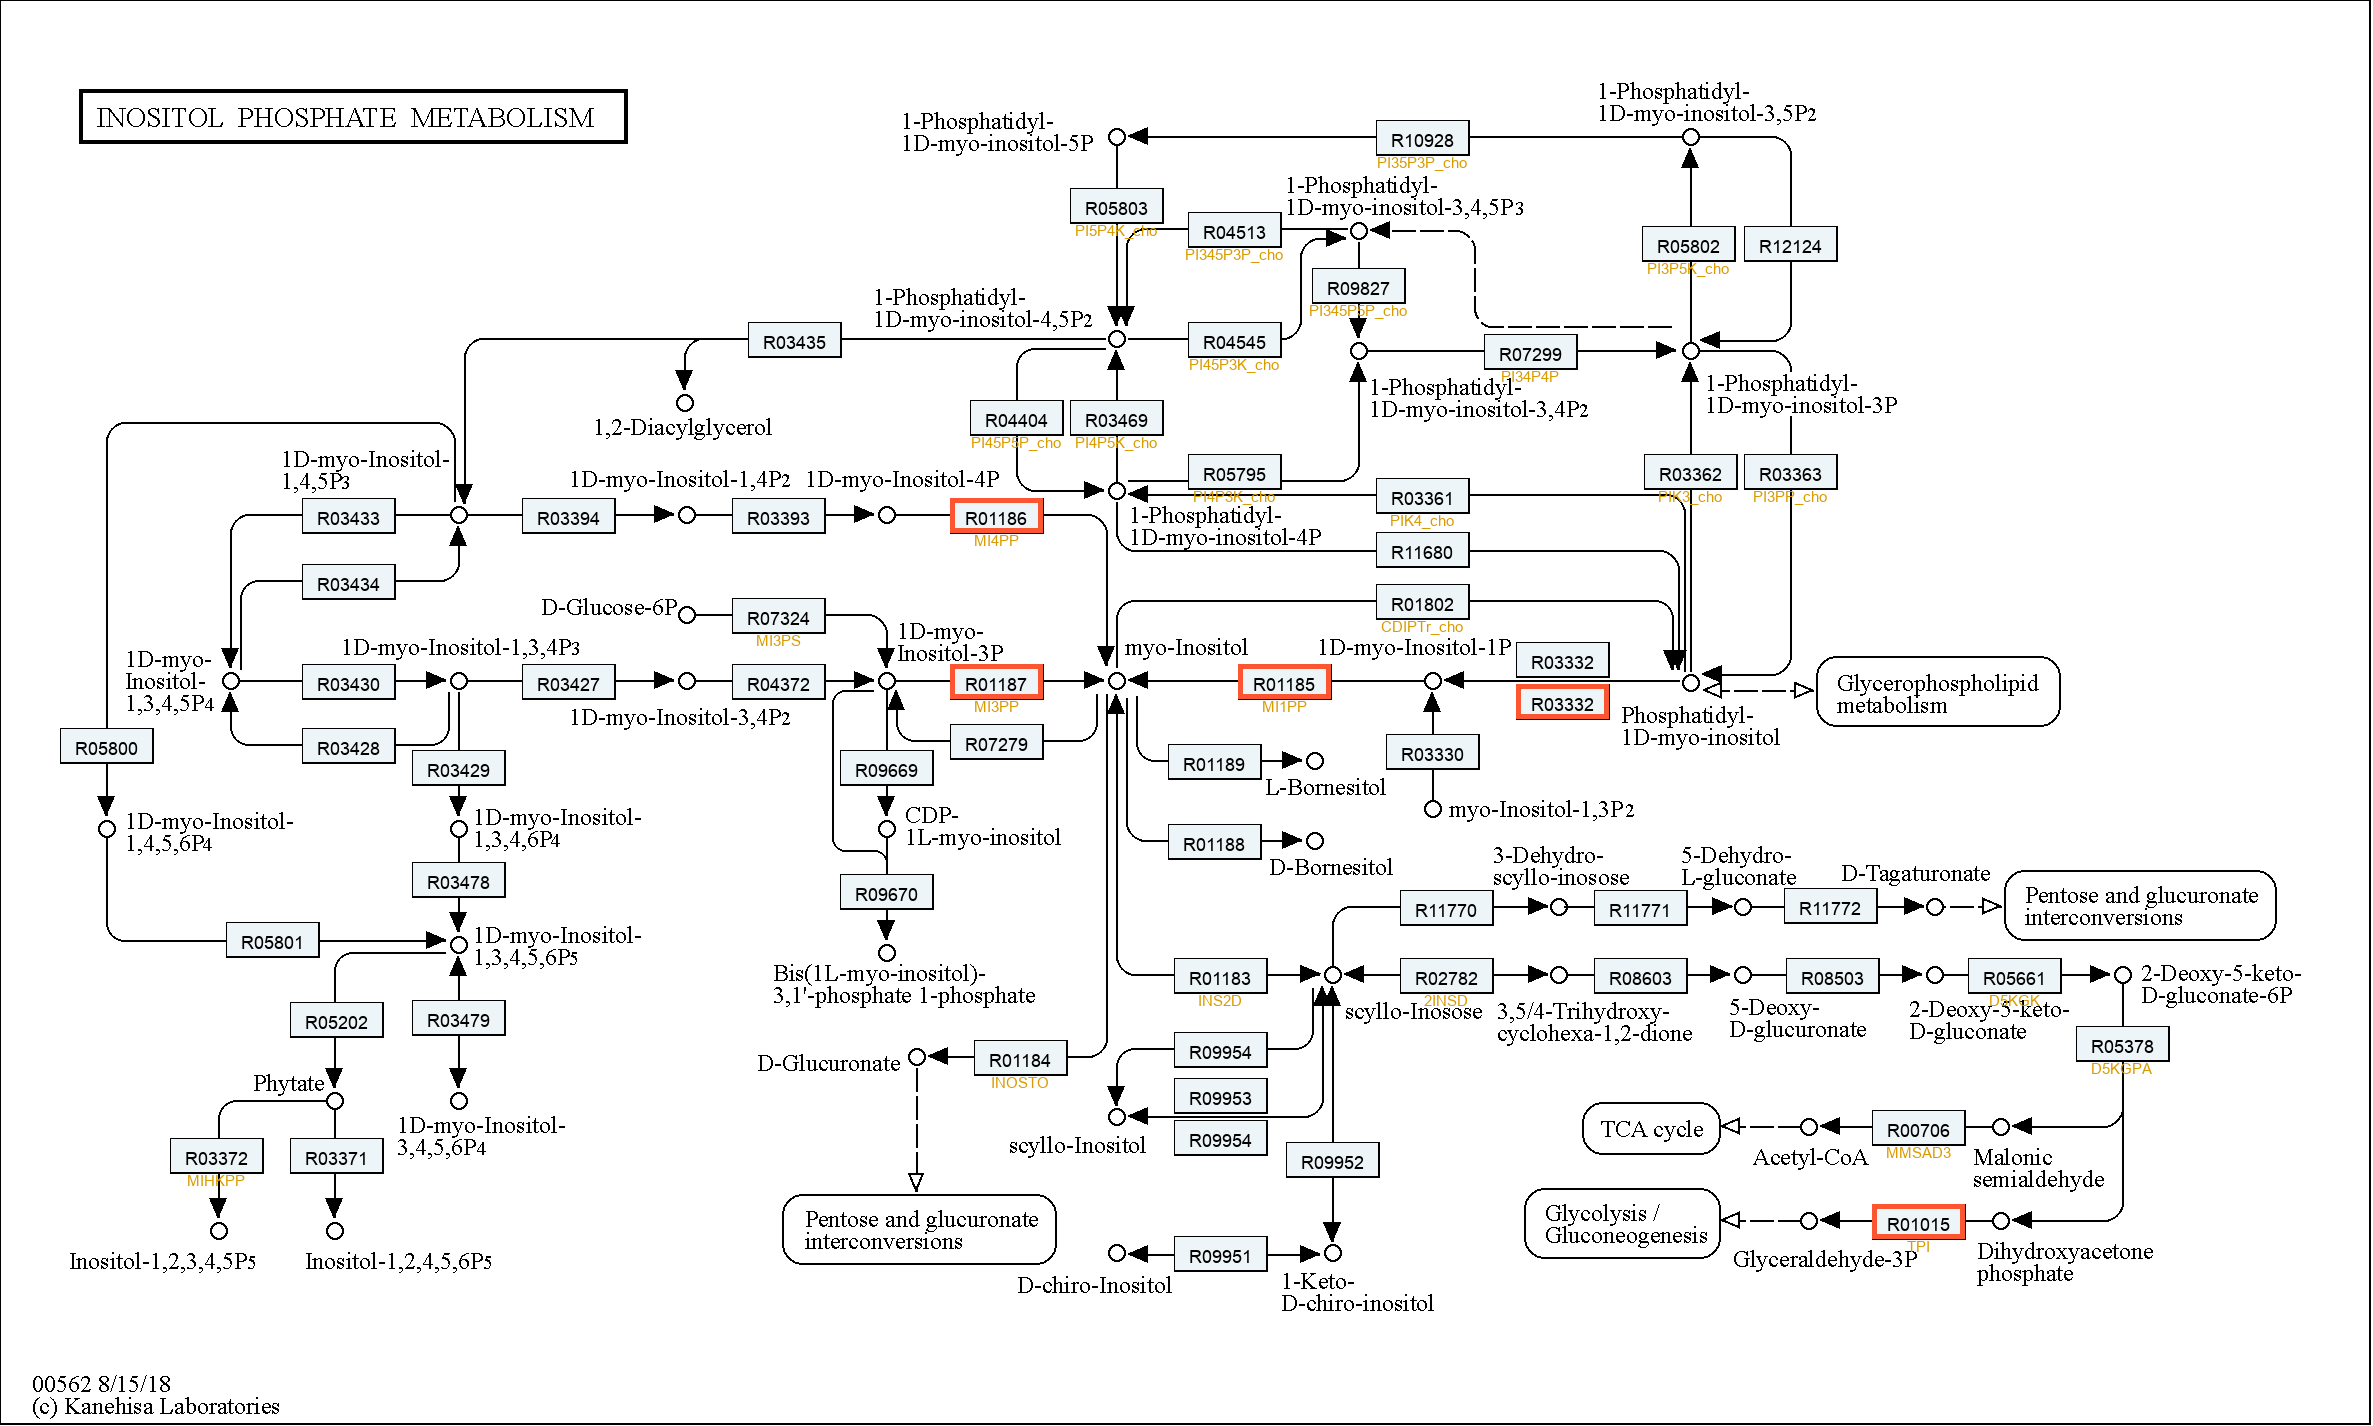 INOSITOL PHOSPHATE METABOLISM
1-Phosphatidyl-
1D-myo-inositol-5P
R10928
PI35P3P_cho
1-Phosphatidyl-
1D-myo-inositol-3,5P2
R05803
PI5P4K_cho
R04513
PI345P3P_cho
1-Phosphatidyl-
1D-myo-inositol-3,4,5P3
R05802
PI3P5K_cho
R12124
R09827
PI345P5P_cho
1-Phosphatidyl-
1D-myo-inositol-4,5P2
R03435
R04545
PI45P3K_cho
R07299
PI34P4P
1,2-Diacylglycerol
R04404
PI45P5P_cho
R03469
PI4P5K_cho
1-Phosphatidyl-
1D-myo-inositol-3,4P2
1-Phosphatidyl-
1D-myo-inositol-3P
R05795
PI4P3K_cho
R03361
PIK4_cho
R03362
PIK3_cho
R03363
PI3PP_cho
1D-myo-Inositol-
1,4,5P3
1D-myo-Inositol-1,4P2
1D-myo-Inositol-4P
R03433
R03394
R03393
R01186
MI4PP
1-Phosphatidyl-
1D-myo-inositol-4P
R11680
R03434
D-Glucose-6P
R07324
MI3PS
R01802
CDIPTr_cho
1D-myo-
Inositol-
1,3,4,5P4
1D-myo-Inositol-1,3,4P3
1D-myo-
Inositol-3P
myo-Inositol
1D-myo-Inositol-1P
R03332
R03430
R03427
R04372
R01187
MI3PP
R01185
MI1PP
R03332
Phosphatidyl-
1D-myo-inositol
Glycerophospholipid
metabolism
1D-myo-Inositol-3,4P2
R05800
R03428
R03429
R09669
R07279
R01189
L-Bornesitol
R03330
myo-Inositol-1,3P2
1D-myo-Inositol-
1,4,5,6P4
1D-myo-Inositol-
1,3,4,6P4
CDP-
1L-myo-inositol
R01188
D-Bornesitol
R03478
R09670
3-Dehydro-
scyllo-inosose
5-Dehydro-
L-gluconate
D-Tagaturonate
R11770
R11771
R11772
Pentose and glucuronate
interconversions
R05801
1D-myo-Inositol-
1,3,4,5,6P5
Bis(1L-myo-inositol)-
3,1'-phosphate 1-phosphate
R01183
INS2D
scyllo-Inosose
R02782
2INSD
3,5/4-Trihydroxy-
cyclohexa-1,2-dione
R08603
5-Deoxy-
D-glucuronate
R08503
2-Deoxy-5-keto-
D-gluconate
R05661
D5KGK
2-Deoxy-5-keto-
D-gluconate-6P
R05202
R03479
R05378
D5KGPA
D-Glucuronate
R01184
INOSTO
R09954
R09953
R09954
scyllo-Inositol
Phytate
1D-myo-Inositol-
3,4,5,6P4
R03372
MIHKPP
R03371
R09952
TCA cycle
Acetyl-CoA
R00706
MMSAD3
Malonic
semialdehyde
Pentose and glucuronate
interconversions
Glycolysis /
Gluconeogenesis
Glyceraldehyde-3P
R01015
TPI
Dihydroxyacetone
phosphate
Inositol-1,2,3,4,5P5
Inositol-1,2,4,5,6P5
D-chiro-Inositol
R09951
1-Keto-
D-chiro-inositol
00562 8/15/18
(c) Kanehisa Laboratories